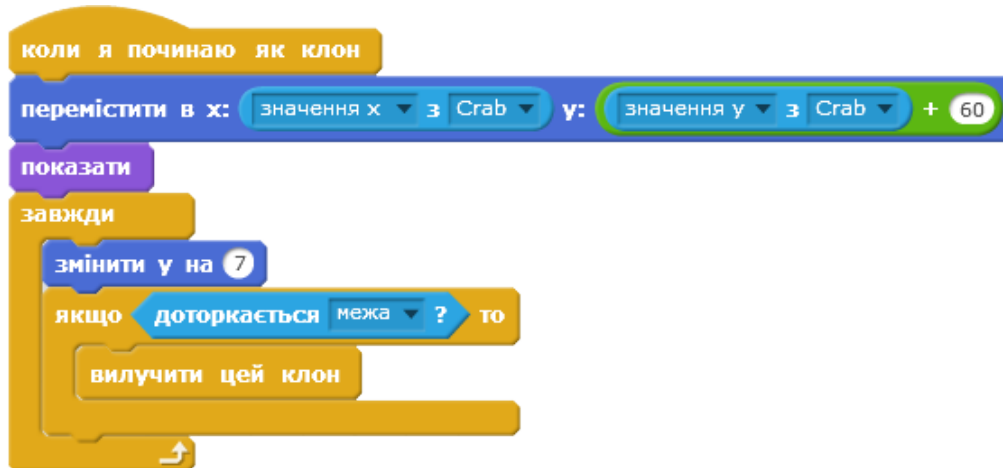 коли я починаю як клон
перемістити в x: значення x з Crab y: значення y з Crab + 60
показати
завжди
змінити y на 7
якщо доторкається межа ? то
вилучити цей клон